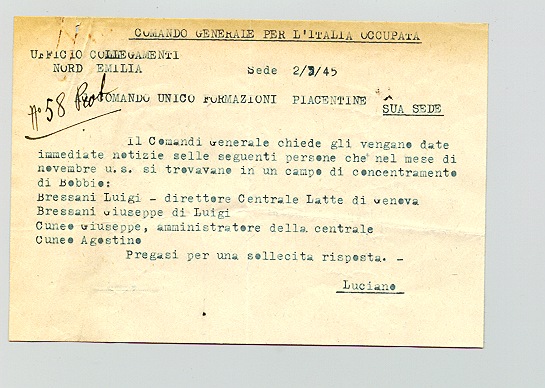 COMANDO GENERALE PER L'ITALIA OCCUPATA
UFFICIO COLLEGAMENTI
NORD EMILIA Sede 2/3/45
N° 58 Prot
COMANDO UNICO FORMAZIONI PIACENTINE SUA SEDE
Il Comandi Generale chiede gli vengano date
immediate notizie selle seguenti persone che nel mese di
novembre u.s. si trovavano in un campo di concentramento
di Bobbio:
Bressani Luigi - direttore Centrale Latte di Genova
Bressani Giuseppe di Luigi
Cuneo Giuseppe, amministratore della centrale
Cuneo Agostino
Pregasi per una sollecita risposta. -
Luciano